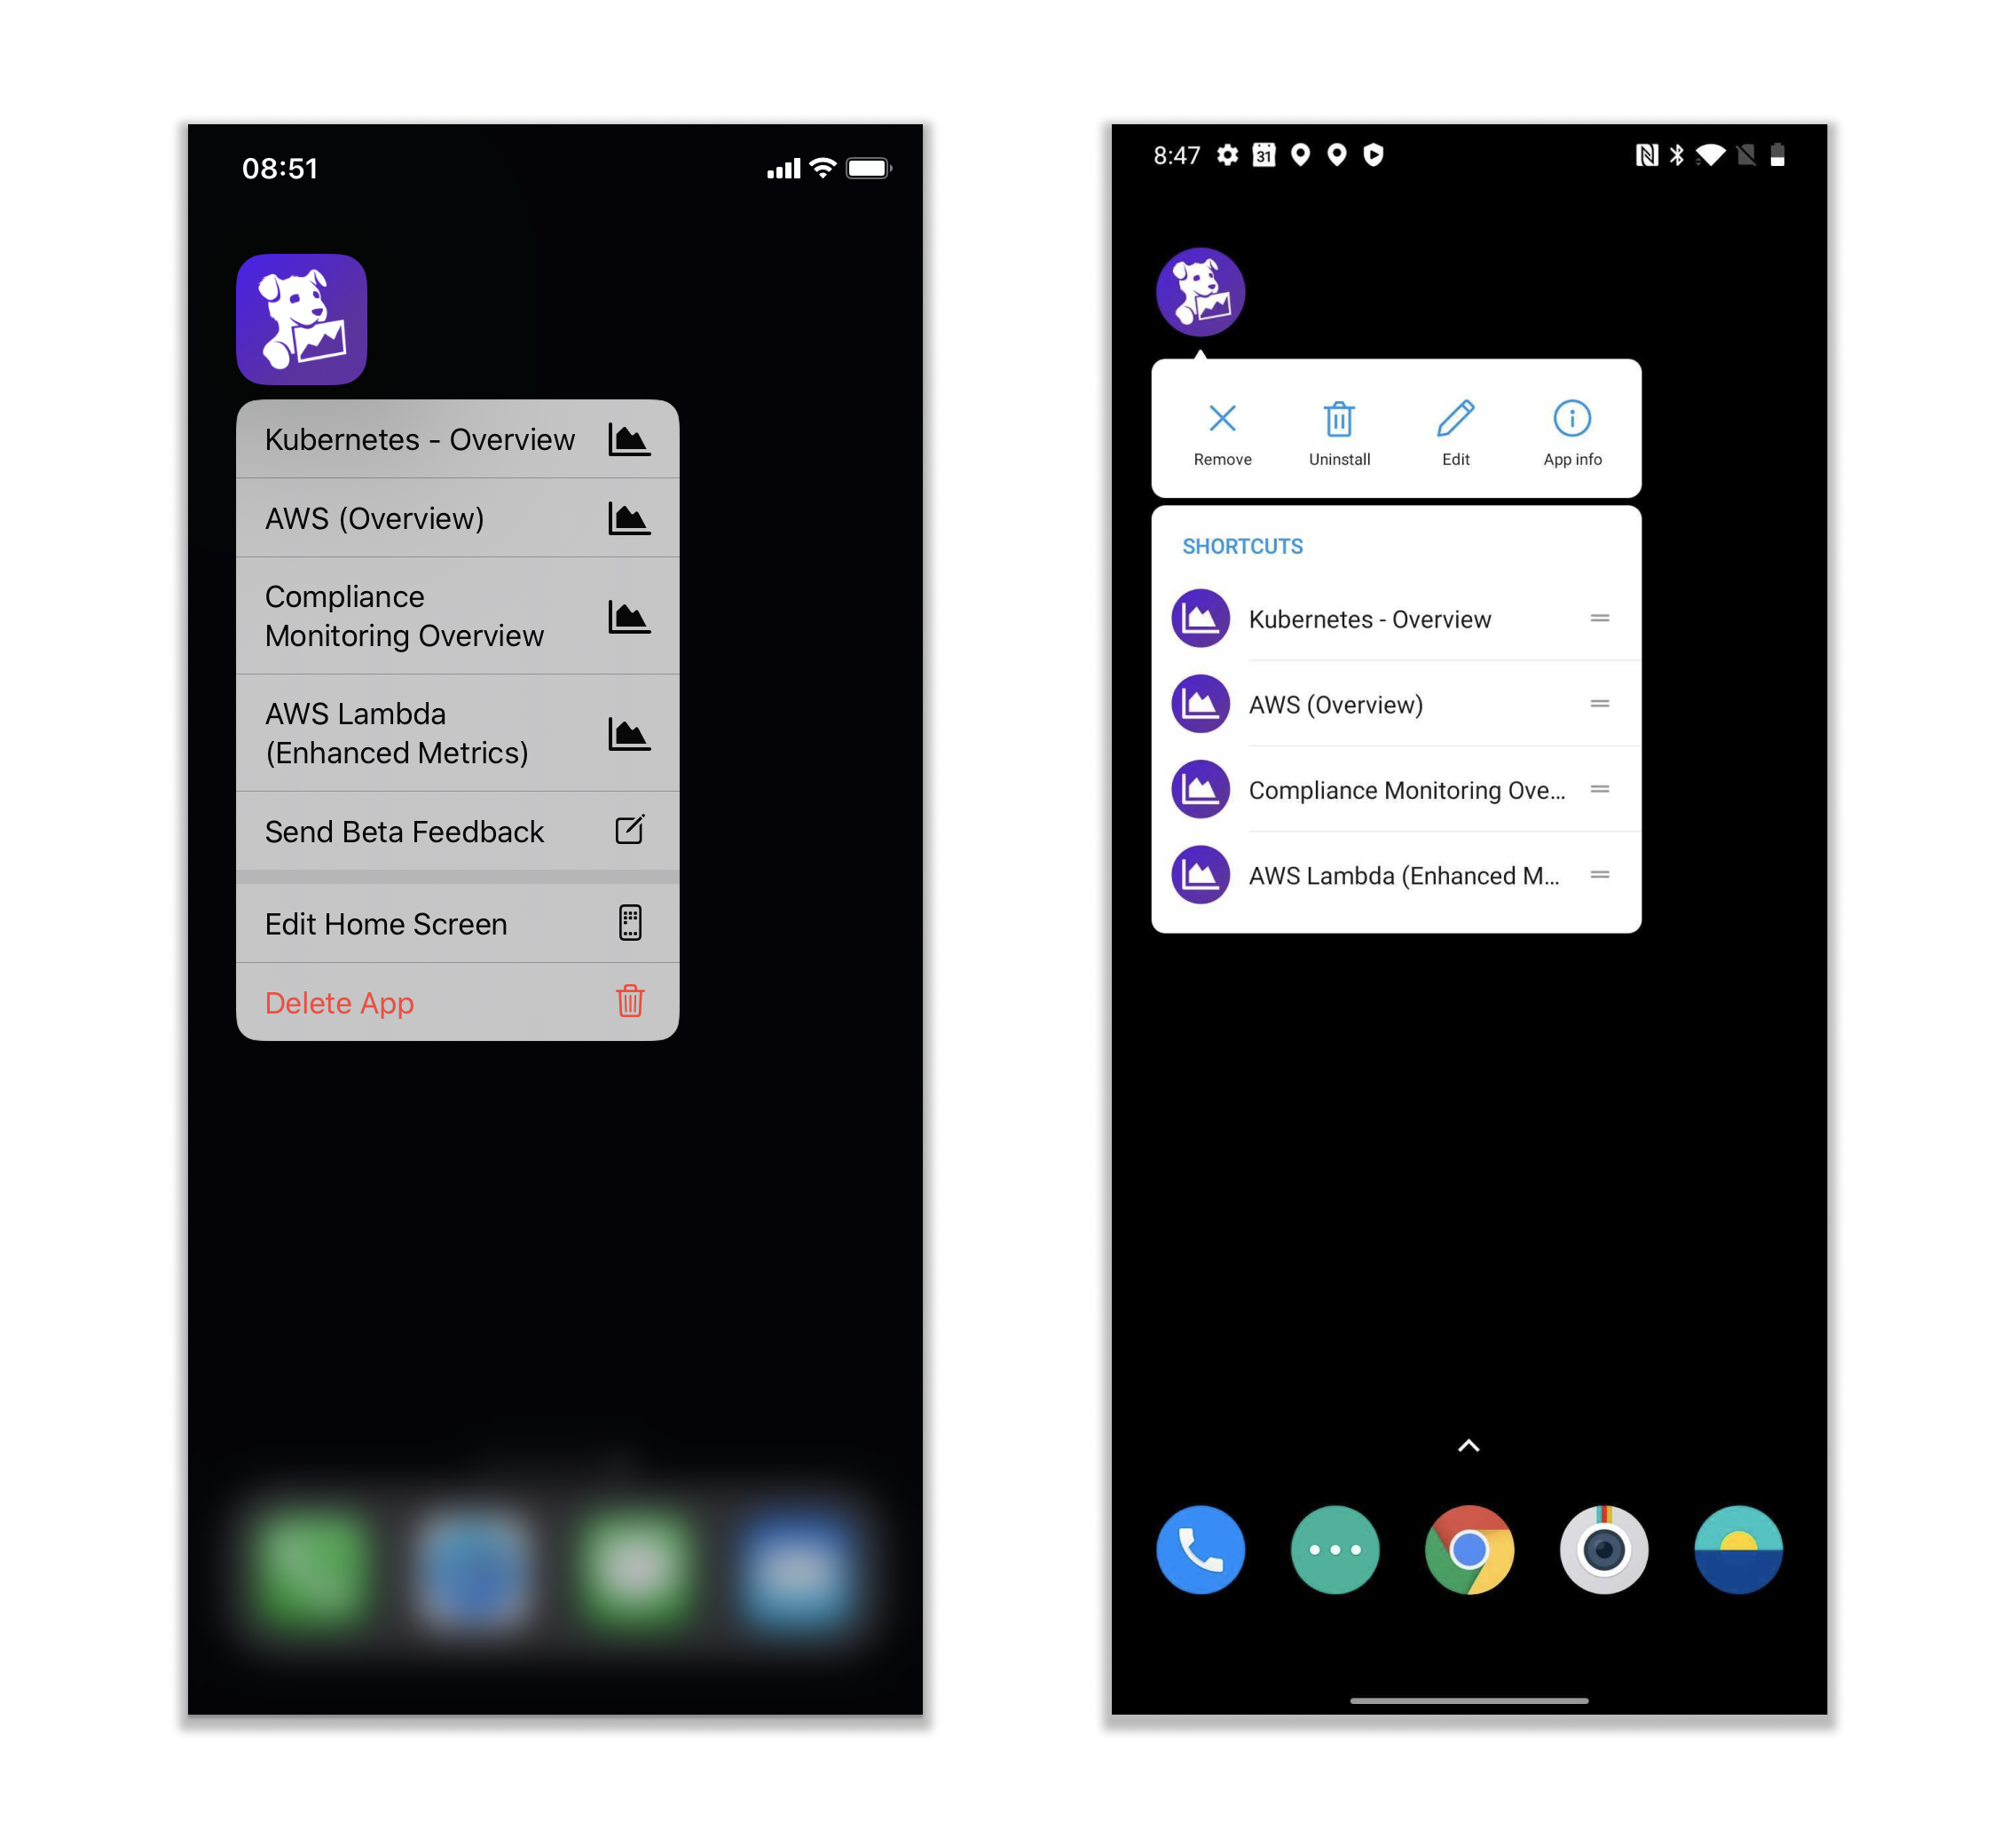 08:51
Kubernetes - Overview
AWS (Overview)
Compliance
Monitoring Overview
AWS Lambda
(Enhanced Metrics)
Send Beta Feedback
Edit Home Screen
Delete App
8:47
31
Remove
Uninstall
Edit
App info
SHORTCUTS
Kubernetes - Overview
AWS (Overview)
Compliance Monitoring Ove...
AWS Lambda (Enhanced M...